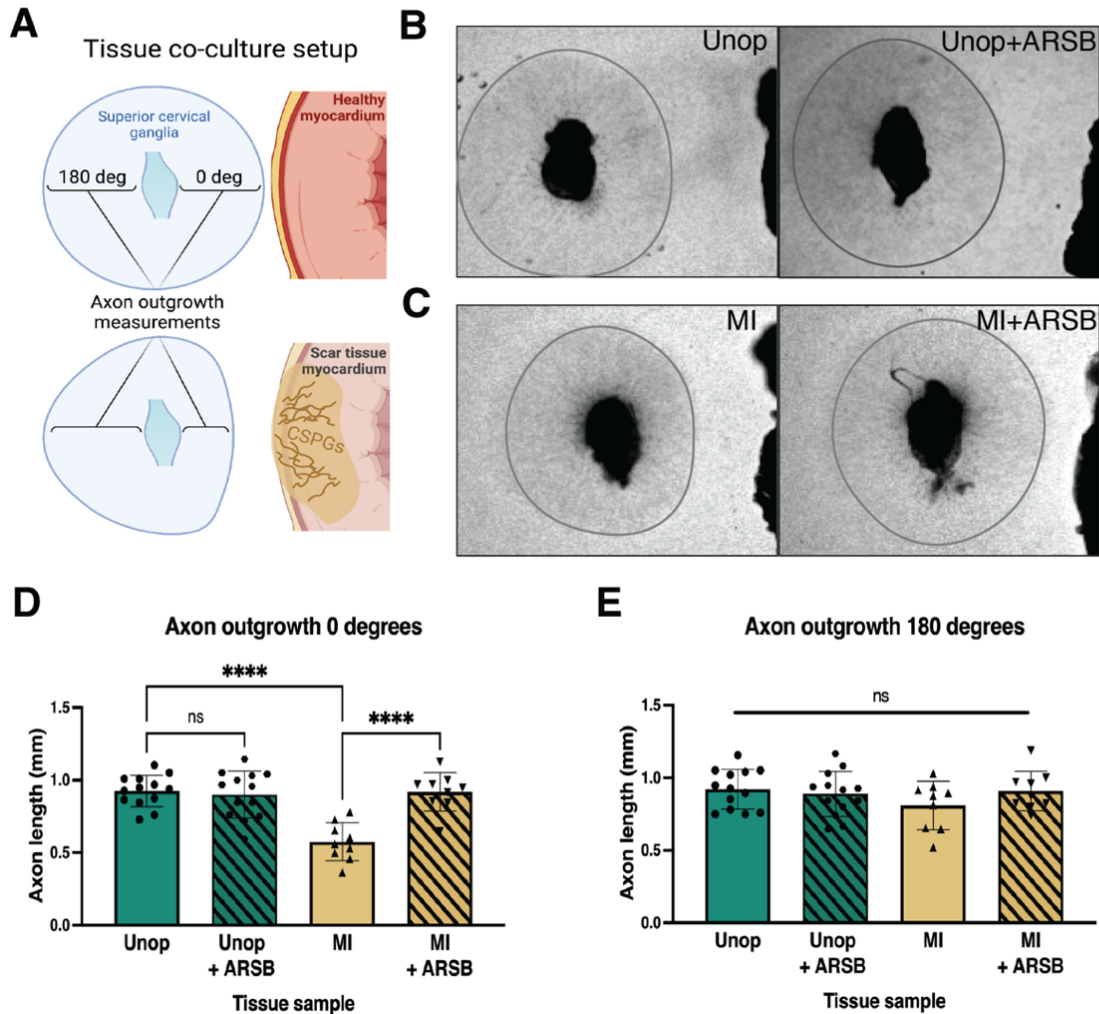 A
Tissue co-culture setup
Superior cervical
ganglia
180 deg
0 deg
Healthy
myocardium
Axon outgrowth
measurements
Scar tissue
myocardium
CSPGs
B
Unop
Unop+ARSB
C
MI
MI+ARSB
D
Axon outgrowth 0 degrees
****
ns
****
Axon length (mm)
1.5
1.0
0.5
0.0
Unop
Unop
+ ARSB
MI
MI
+ ARSB
Tissue sample
E
Axon outgrowth 180 degrees
ns
Axon length (mm)
1.5
1.0
0.5
0.0
Unop
Unop
+ ARSB
MI
MI
+ ARSB
Tissue sample